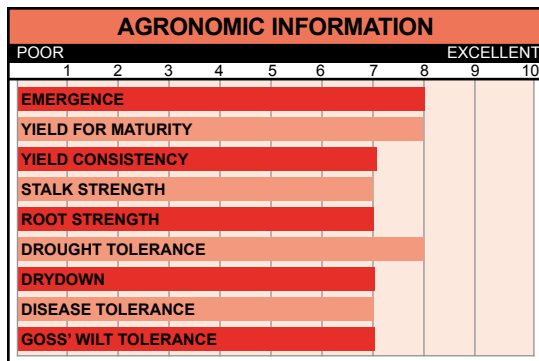 AGRONOMIC INFORMATION
POOR EXCELLENT
1 2 3 4 5 6 7 8 9 10
EMERGENCE
YIELD FOR MATURITY
YIELD CONSISTENCY
STALK STRENGTH
ROOT STRENGTH
DROUGHT TOLERANCE
DRYDOWN
DISEASE TOLERANCE
GOSS' WILT TOLERANCE